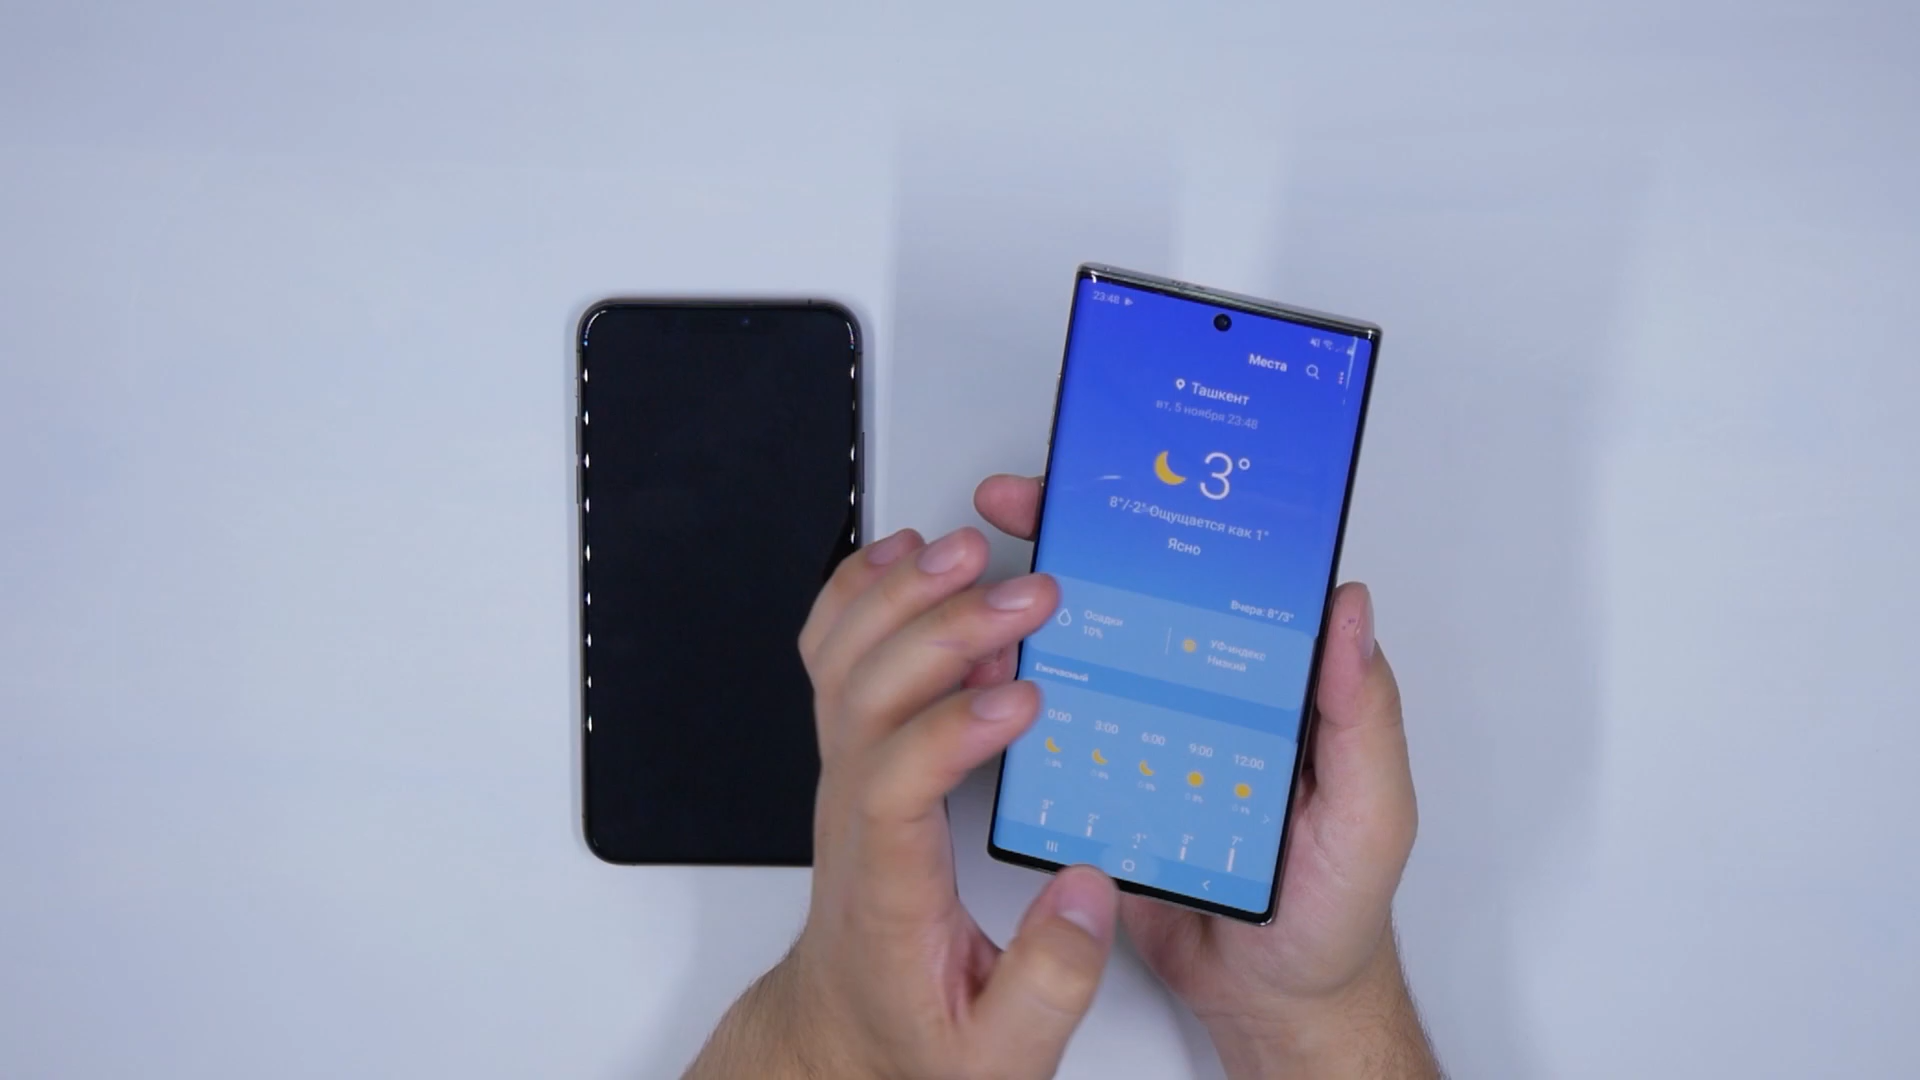 23:48
Места
Ташкент
вт, 5 ноября 23:48
3°
8°/-2° Ощущается как 1°
Ясно
Вчера: 8°/3°
Осадки
10%
УФ-индекс
Низкий
Ежечасный
0:00 3:00 6:00 9:00 12:00
3° 2° -1° 3° 7°